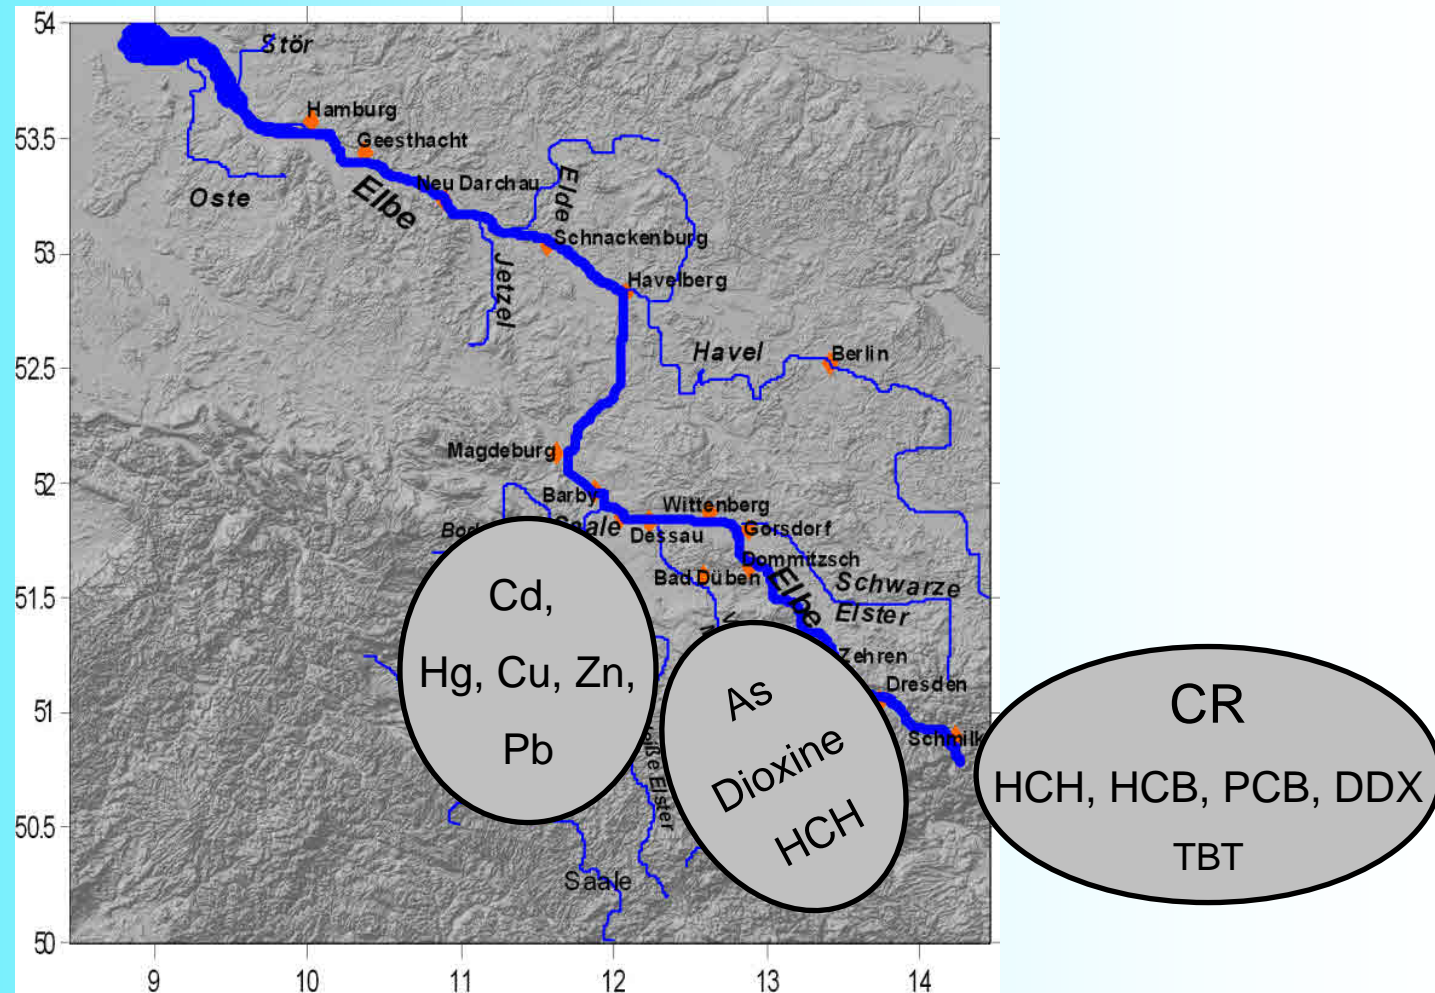 54
Stör
Hamburg
53.5
Geesthacht
Neu Darchau
Elde
Oste
Elbe
Schnackenburg
53
Jetzel
Havelberg
Havel
Berlin
52.5
Magdeburg
52
Barby
Wittenberg
Saale
Dessau
Gorsdorf
Dommitzsch
Bad Düben
Elbe
Schwarze
Elster
51.5
Cd,
Hg, Cu, Zn,
Pb
Zehren
Dresden
51
As
Dioxine
HCH
CR
HCH, HCB, PCB, DDX
TBT
Elster
50.5
Saale
50
9
10
11
12
13
14